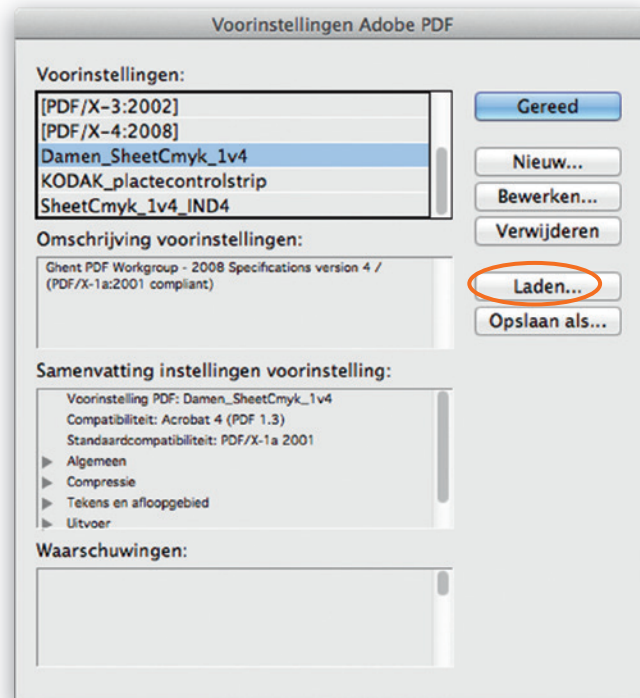 Voorinstellingen Adobe PDF
Voorinstellingen:
[PDF/X-3:2002]
[PDF/X-4:2008]
Damen_SheetCmyk_1v4
KODAK_plactecontrolstrip
SheetCmyk_1v4_IND4
Gereed
Nieuw...
Bewerken...
Verwijderen
Laden...
Opslaan als...
Omschrijving voorinstellingen:
Ghent PDF Workgroup - 2008 Specifications version 4 /
(PDF/X-1a:2001 compliant)
Samenvatting instellingen voorinstelling:
Voorinstelling PDF: Damen_SheetCmyk_1v4
Compatibiliteit: Acrobat 4 (PDF 1.3)
Standaardcompatibiliteit: PDF/X-1a 2001
Algemeen
Compressie
Tekens en afloopgebied
Uitvoer
Waarschuwingen: